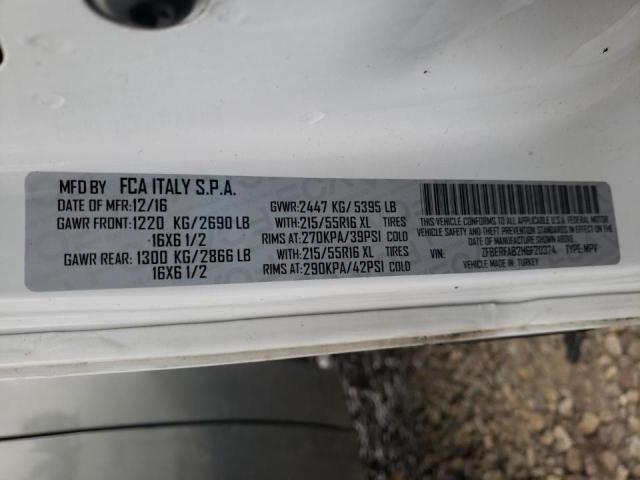 MFD BY FCA ITALY S.P.A.
DATE OF MFR:12/16
GAWR FRONT:1220 KG/2690 LB
16X6 1/2
GAWR REAR: 1300 KG/2866 LB
16X6 1/2
GVWR:2447 KG/5395 LB
WITH:215/55R16 XL TIRES
RIMS AT:270KPA/39PSI COLD
WITH:215/55R16 XL TIRES
RIMS AT:290KPA/42PSI COLD
THIS VEHICLE CONFORMS TO ALL APPLICABLE U.S.A. FEDERAL MOTOR
VEHICLE SAFETY AND THEFT PREVENTION STANDARDS IN EFFECT ON THE DATE
OF MANUFACTURE SHOWN ABOVE.
VIN: ZFBERFAB2H6F20374 TYPE: MPV
VEHICLE MADE IN: TURKEY